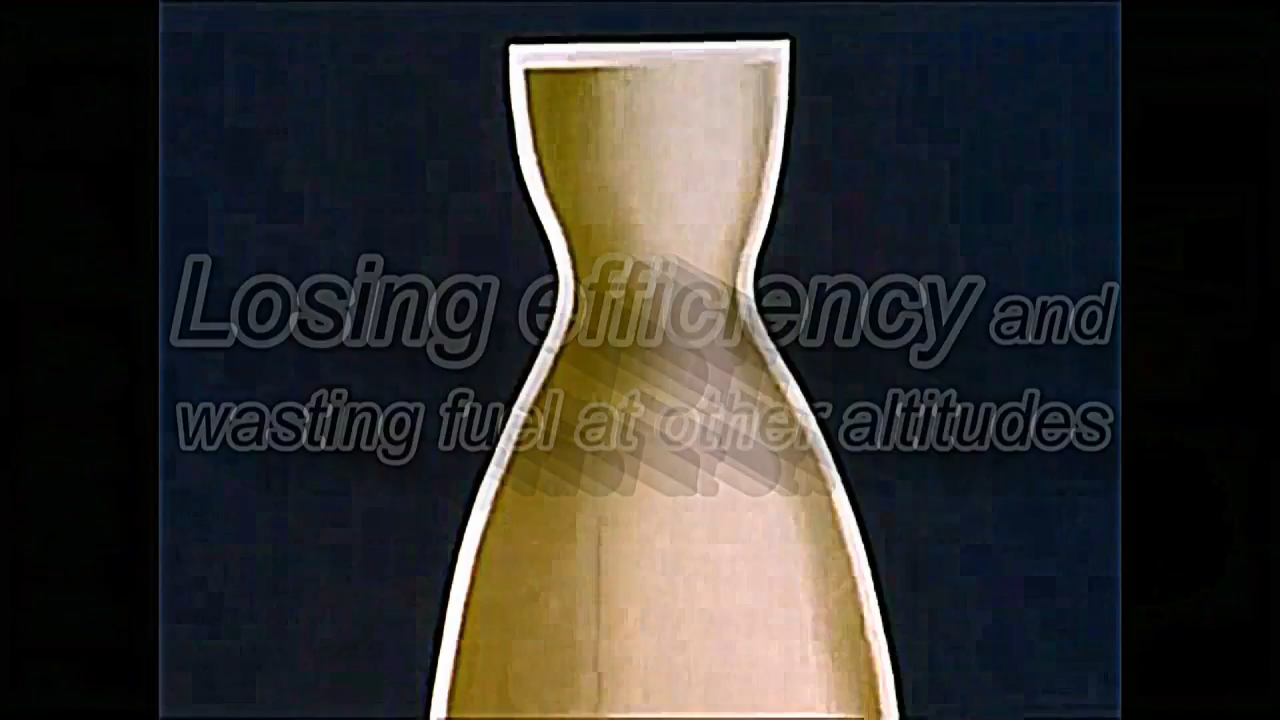 Losing efficiency and
wasting fuel at other altitudes